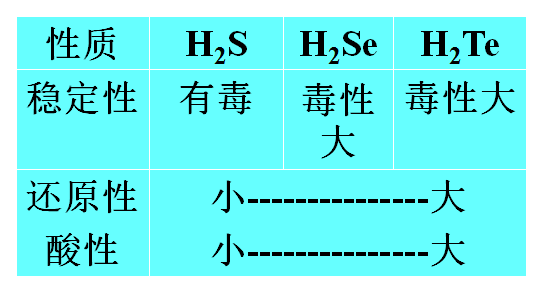 性质 H₂S H₂Se H₂Te
稳定性 有毒 毒性大 毒性大
还原性 小---------------大
酸性 小---------------大